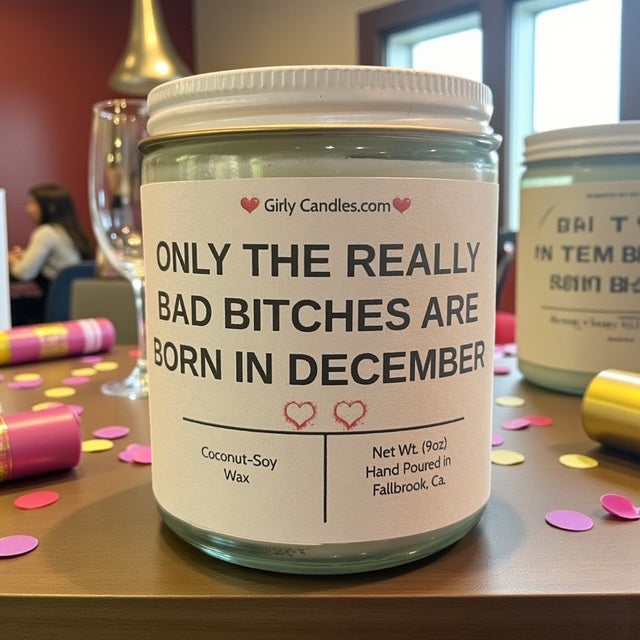 Girly Candles.com
ONLY THE REALLY
BAD BITCHES ARE
BORN IN DECEMBER
Coconut-Soy
Wax
Net Wt. (9oz)
Hand Poured in
Fallbrook, Ca.